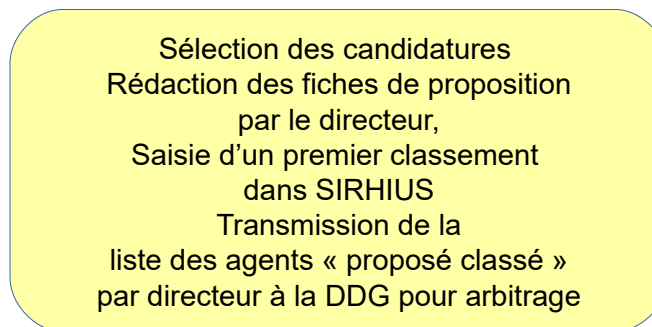 Sélection des candidatures
Rédaction des fiches de proposition
par le directeur,
Saisie d’un premier classement
dans SIRHIUS
Transmission de la
liste des agents « proposé classé »
par directeur à la DDG pour arbitrage